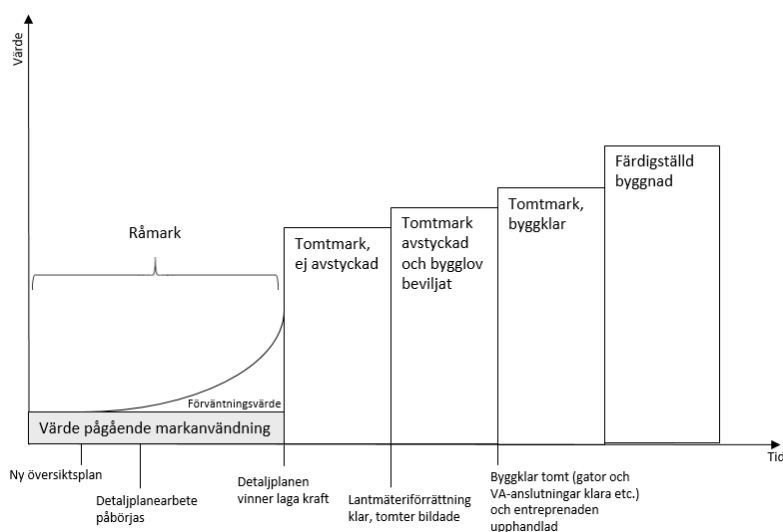 Värde
Råmark
Förväntningsvärde
Värde pågående markanvändning
Tomtmark,
ej avstyckad
Tomtmark
avstyckad
och bygglov
beviljat
Tomtmark,
byggklar
Färdigställd
byggnad
Tid
Ny översiktsplan
Detaljplanearbete
påbörjas
Detaljplanen
vinner laga kraft
Lantmäteriförrättning
klar, tomter bildade
Byggklar tomt (gator och
VA-anslutningar klara etc.)
och entreprenaden
upphandlad